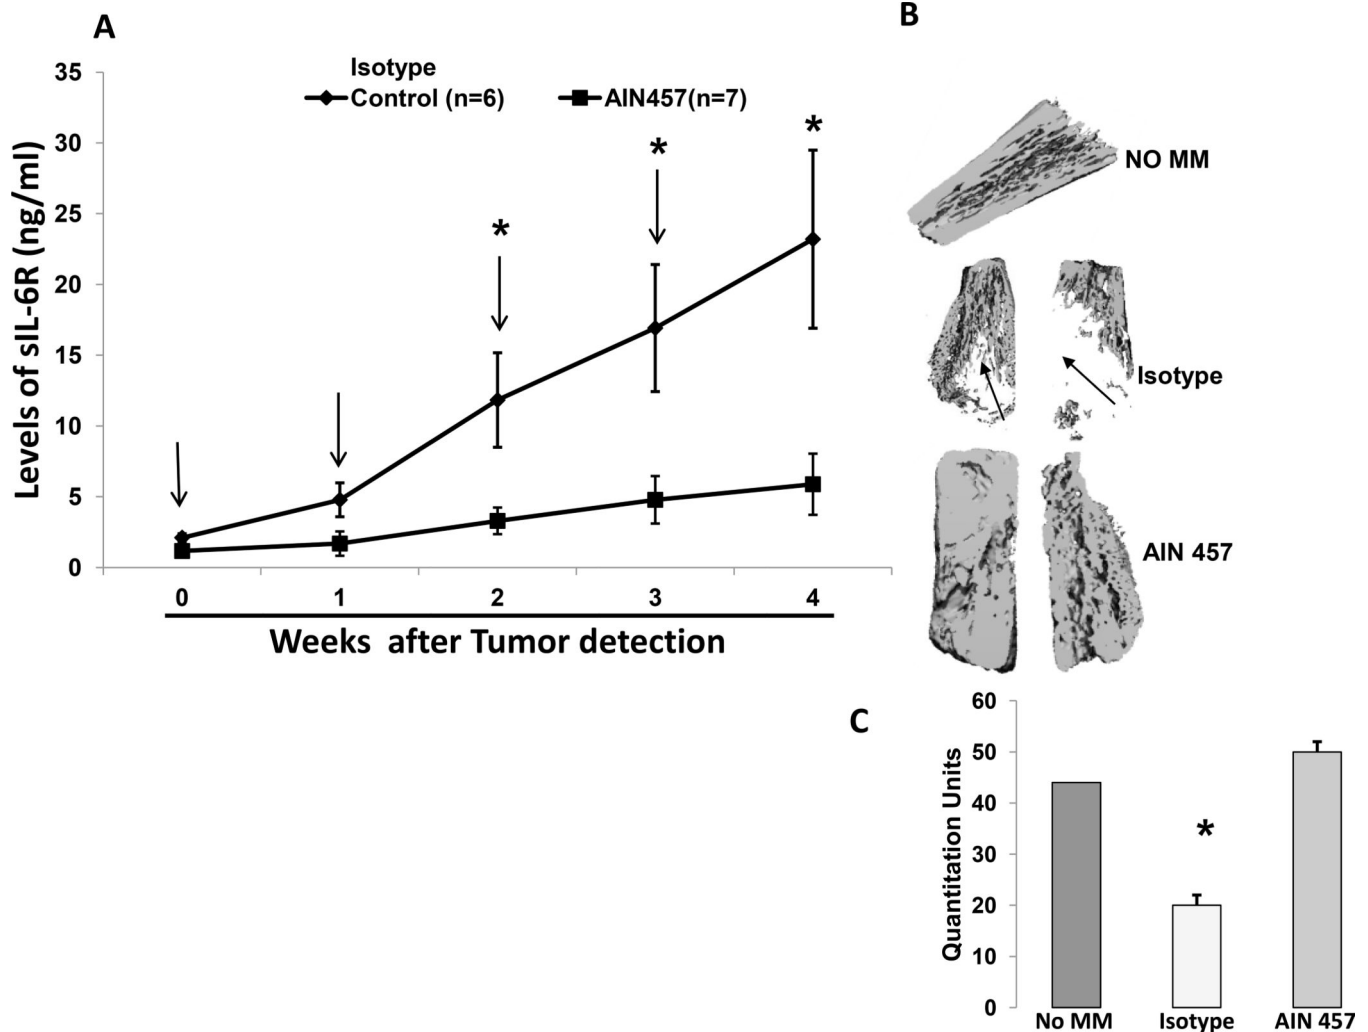 A
Isotype
Control (n=6)
AIN457(n=7)
Levels of sIL-6R (ng/ml)
35
30
25
20
15
10
5
0
*
*
*
0 1 2 3 4
Weeks after Tumor detection
B
NO MM
Isotype
AIN 457
C
Quantitation Units
60
50
40
30
20
10
0
*
No MM Isotype AIN 457